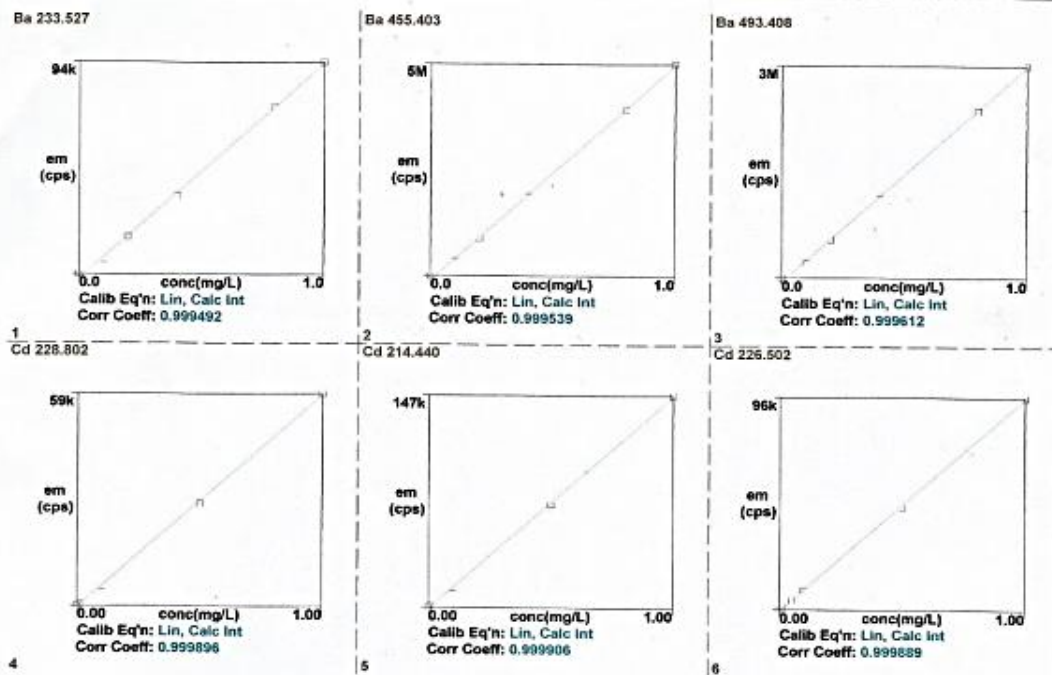 Ba 233.527
94k
em
(cps)
0.0 conc(mg/L) 1.0
Calib Eq'n: Lin, Calc Int
Corr Coeff: 0.999492
1
Ba 455.403
5M
em
(cps)
0.0 conc(mg/L) 1.0
Calib Eq'n: Lin, Calc Int
Corr Coeff: 0.999539
2
Ba 493.408
3M
em
(cps)
0.0 conc(mg/L) 1.0
Calib Eq'n: Lin, Calc Int
Corr Coeff: 0.999612
3
Cd 228.802
59k
em
(cps)
0.00 conc(mg/L) 1.00
Calib Eq'n: Lin, Calc Int
Corr Coeff: 0.999896
4
Cd 214.440
147k
em
(cps)
0.00 conc(mg/L) 1.00
Calib Eq'n: Lin, Calc Int
Corr Coeff: 0.999906
5
Cd 226.502
96k
em
(cps)
0.00 conc(mg/L) 1.00
Calib Eq'n: Lin, Calc Int
Corr Coeff: 0.999889
6